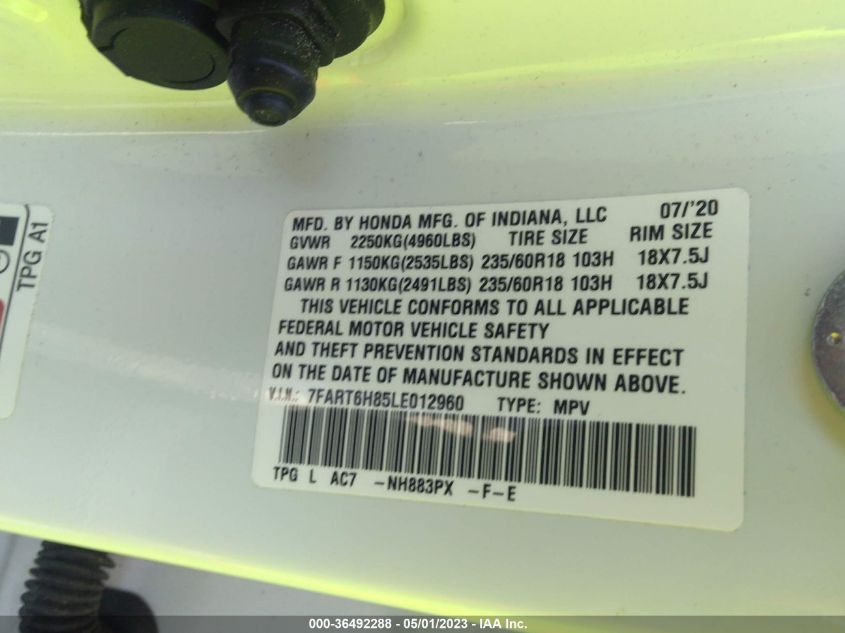 TPG A1
MFD. BY HONDA MFG. OF INDIANA, LLC 07/'20
GVWR 2250KG(4960LBS) TIRE SIZE RIM SIZE
GAWR F 1150KG(2535LBS) 235/60R18 103H 18X7.5J
GAWR R 1130KG(2491LBS) 235/60R18 103H 18X7.5J
THIS VEHICLE CONFORMS TO ALL APPLICABLE
FEDERAL MOTOR VEHICLE SAFETY
AND THEFT PREVENTION STANDARDS IN EFFECT
ON THE DATE OF MANUFACTURE SHOWN ABOVE.
V.I.N.: 7FART6H85LE012960 TYPE: MPV
TPG L AC7 -NH883PX -F-E
000-36492288 - 05/01/2023 - IAA Inc.